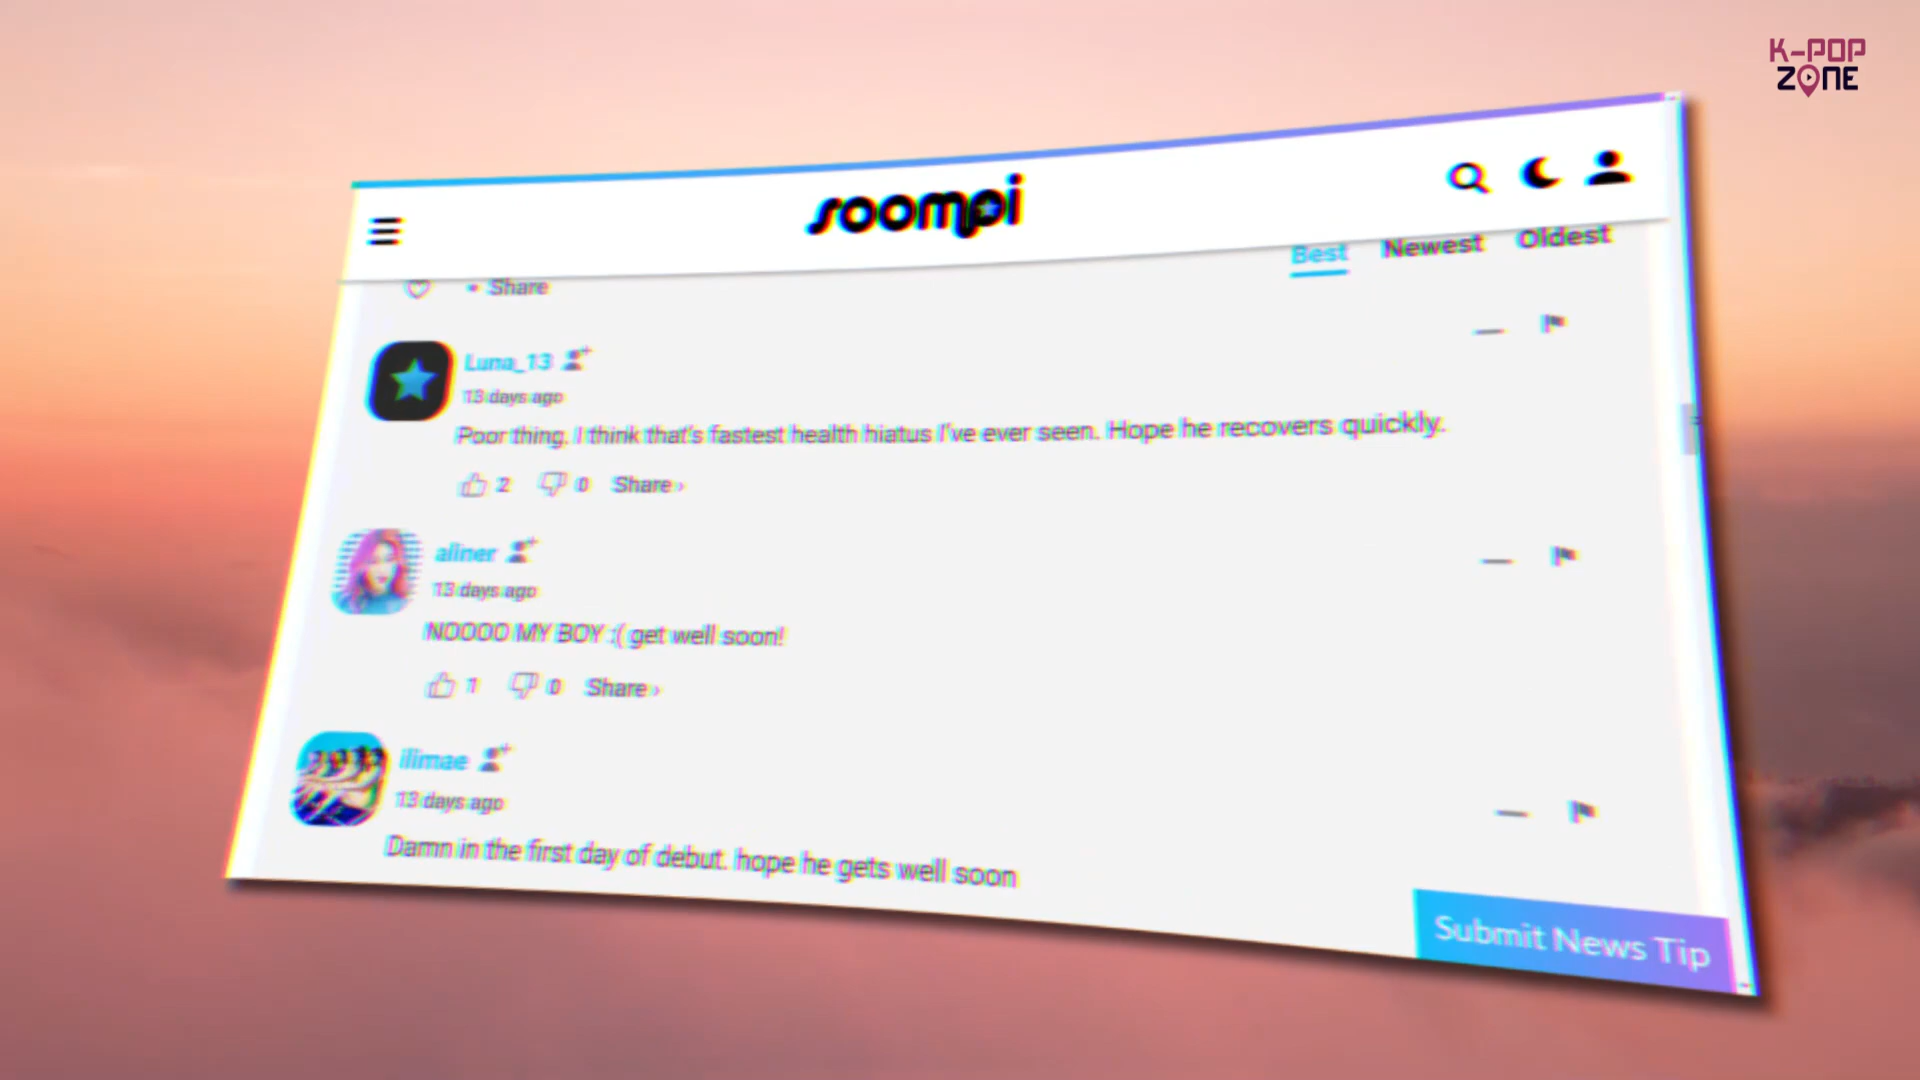 K-POP
ZONE
soompi
Best Newest Oldest
• Share
Luna_13
13 days ago
Poor thing. I think that's fastest health hiatus I've ever seen. Hope he recovers quickly.
2 0 Share ›
aliner
13 days ago
NOOOO MY BOY :( get well soon!
1 0 Share ›
ilimae
13 days ago
Damn in the first day of debut. hope he gets well soon
Submit News Tip